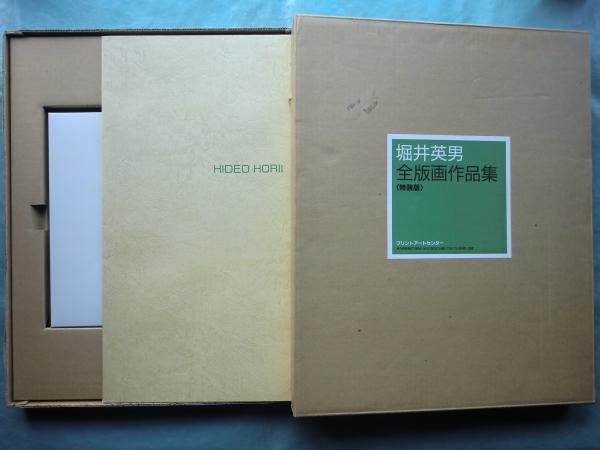 HIDEO HORII
堀井英男
全版画作品集
〈特装版〉
プリントアートセンター